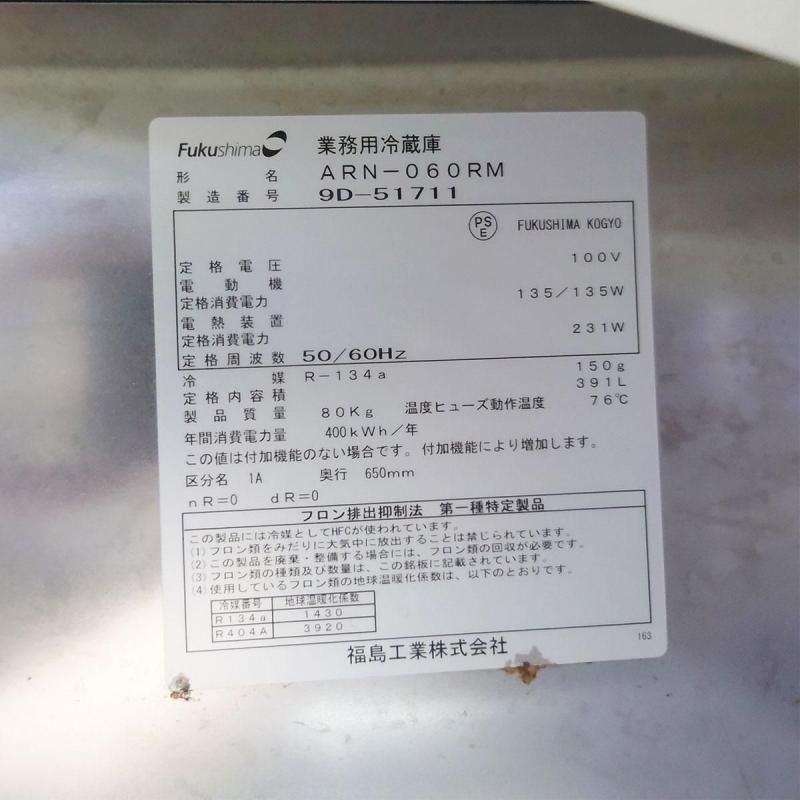 Fukushima 業務用冷蔵庫
形名 ARN-060RM
製造番号 9D-51711
PSE FUKUSHIMA KOGYO
定格電圧 100V
電動機
定格消費電力 135/135W
電熱装置
定格消費電力 231W
定格周波数 50/60Hz
冷媒 R-134a 150g
定格内容積 391L
製品質量 80Kg 温度ヒューズ動作温度 76℃
年間消費電力量 400kWh/年
この値は付加機能のない場合です。付加機能により増加します。
区分名 1A 奥行 650mm
nR=0 dR=0
フロン排出抑制法 第一種特定製品
この製品には冷媒としてHFCが使われています。
(1)フロン類をみだりに大気中に放出することは禁じられています。
(2)この製品を廃棄・整備する場合には、フロン類の回収が必要です。
(3)フロン類の種類及び数量は、この銘板に記載されています。
(4)使用しているフロン類の地球温暖化係数は、以下のとおりです。
冷媒番号 地球温暖化係数
R134a 1430
R404A 3920
福島工業株式会社
163